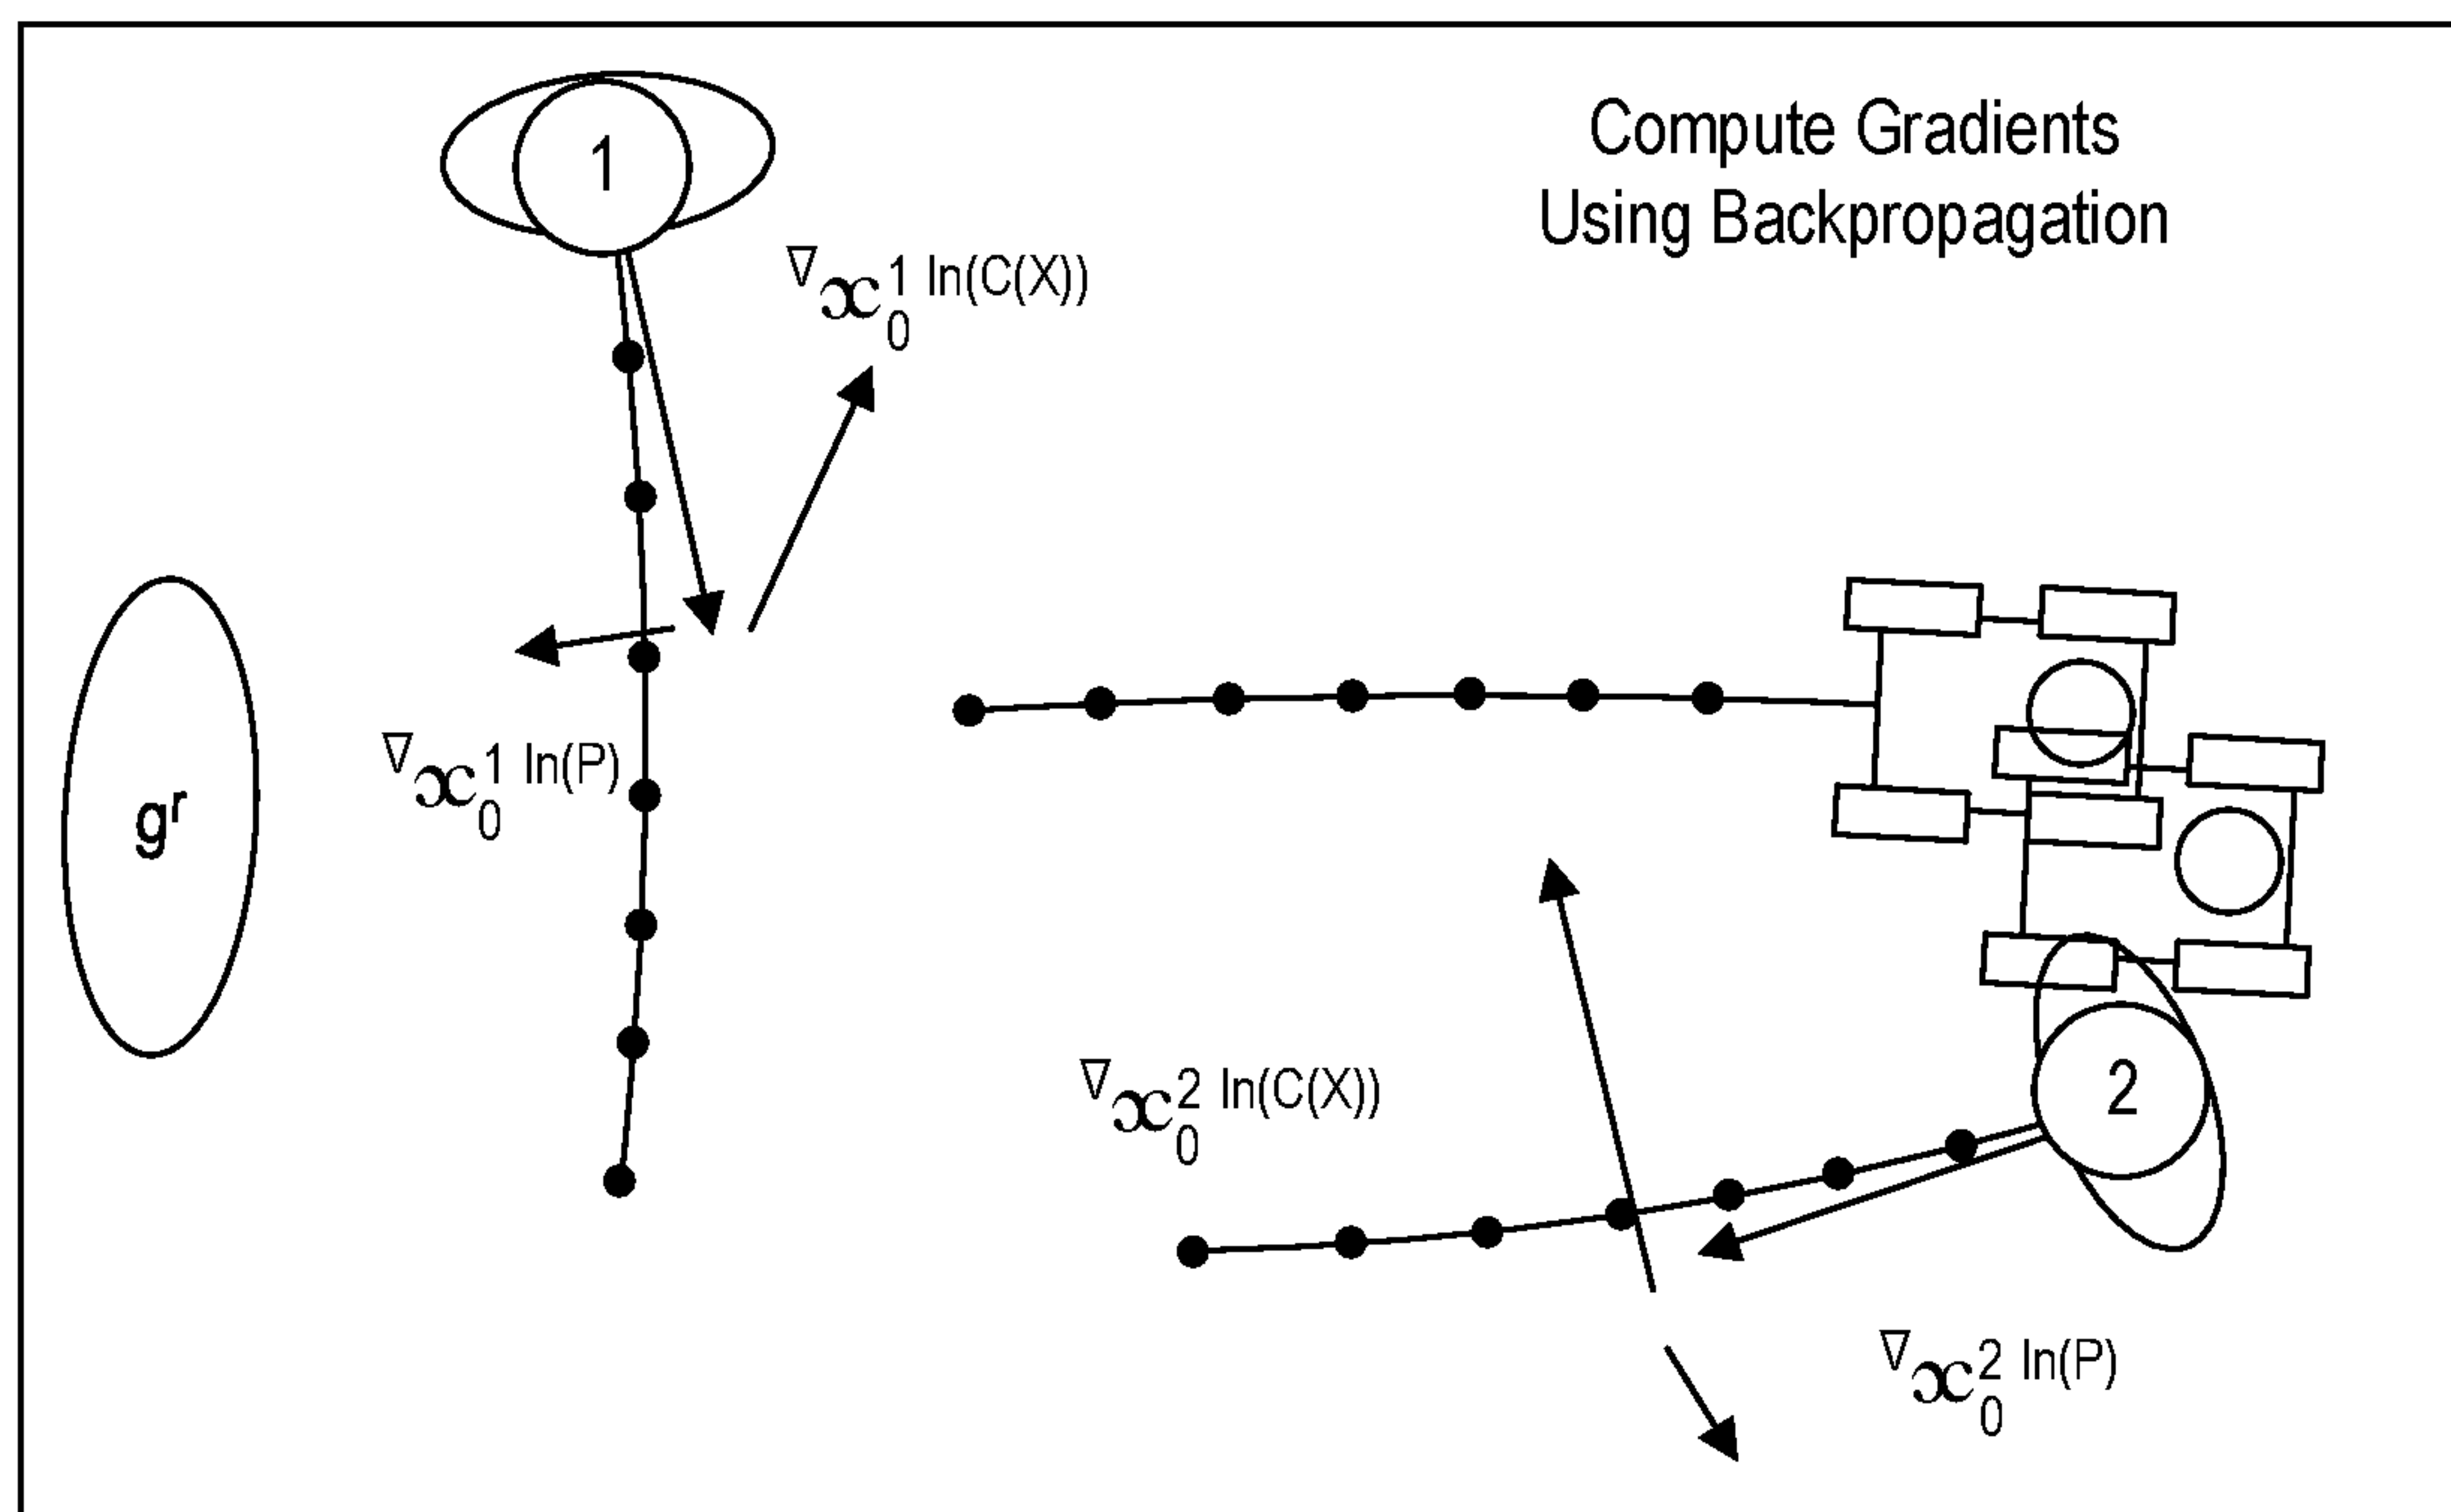 Compute Gradients
Using Backpropagation
1
∇x₀¹ ln(C(X))
∇x₀¹ ln(P)
gʳ
∇x₀² ln(C(X))
2
∇x₀² ln(P)